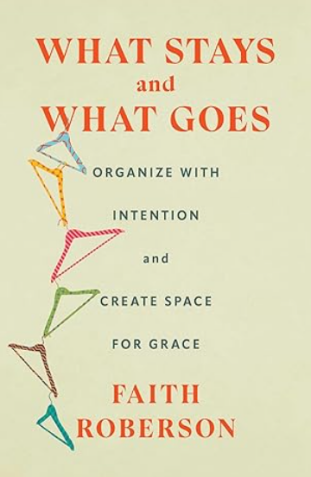 WHAT STAYS
and
WHAT GOES
ORGANIZE WITH
INTENTION
and
CREATE SPACE
FOR GRACE
FAITH
ROBERSON